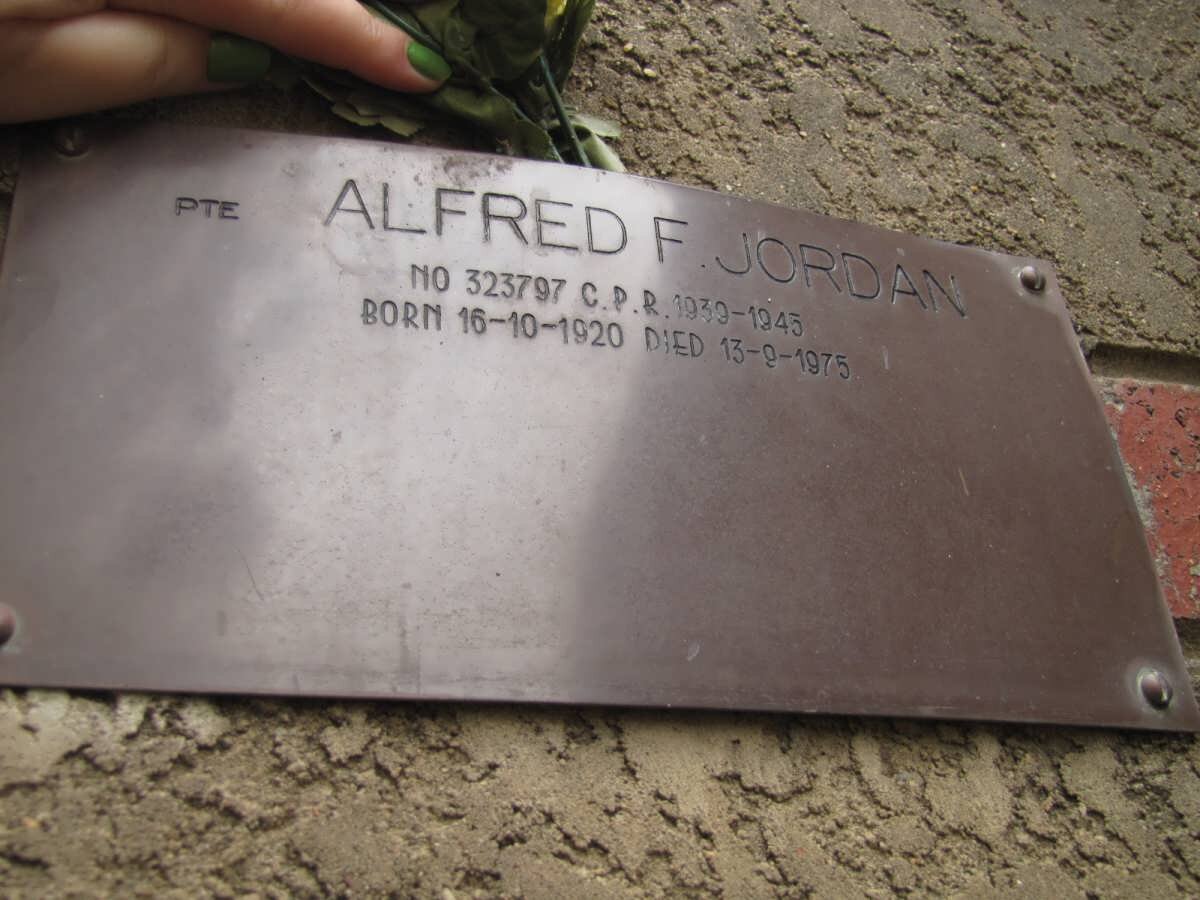 PTE ALFRED F. JORDAN
NO 323797 C.P.R. 1939-1945
BORN 16-10-1920 DIED 13-9-1975